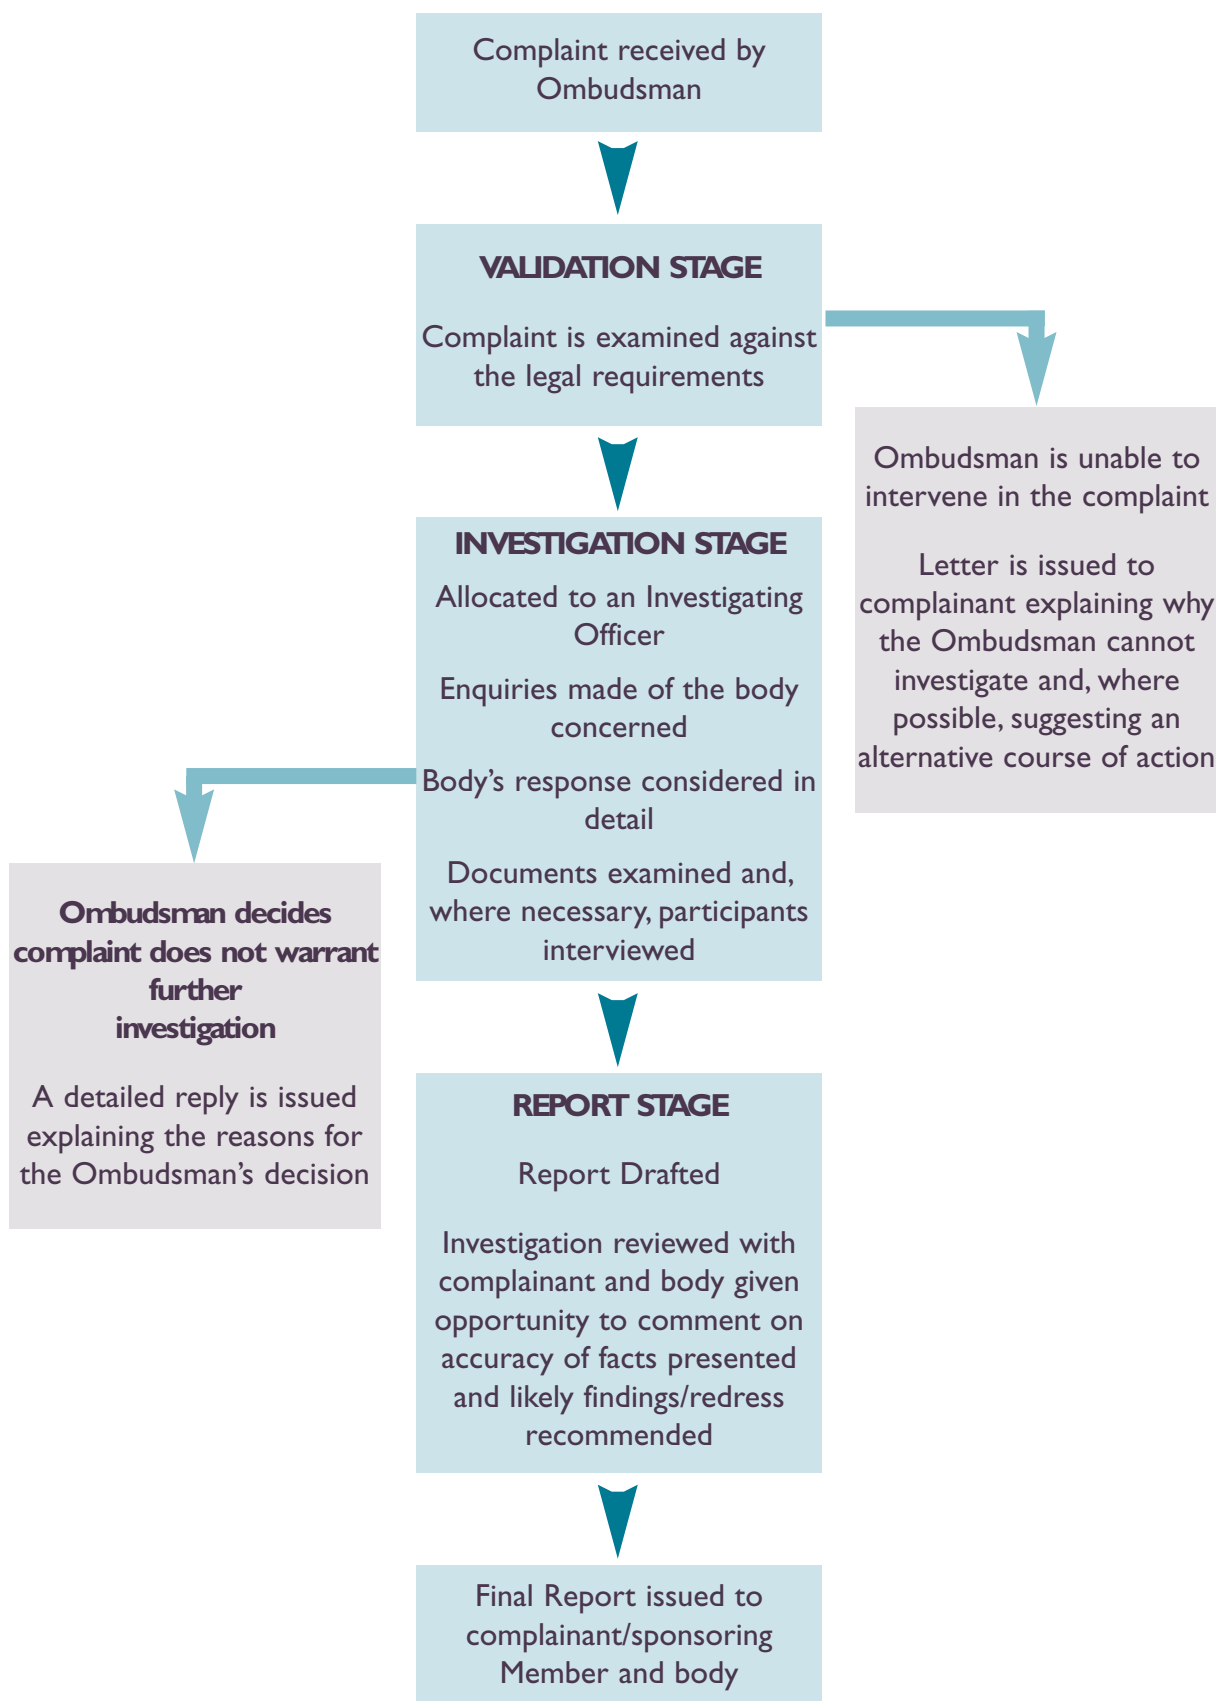 Complaint received by
Ombudsman
VALIDATION STAGE
Complaint is examined against
the legal requirements
Ombudsman is unable to
intervene in the complaint
Letter is issued to
complainant explaining why
the Ombudsman cannot
investigate and, where
possible, suggesting an
alternative course of action
INVESTIGATION STAGE
Allocated to an Investigating
Officer
Enquiries made of the body
concerned
Body’s response considered in
detail
Documents examined and,
where necessary, participants
interviewed
Ombudsman decides
complaint does not warrant
further
investigation
A detailed reply is issued
explaining the reasons for
the Ombudsman’s decision
REPORT STAGE
Report Drafted
Investigation reviewed with
complainant and body given
opportunity to comment on
accuracy of facts presented
and likely findings/redress
recommended
Final Report issued to
complainant/sponsoring
Member and body